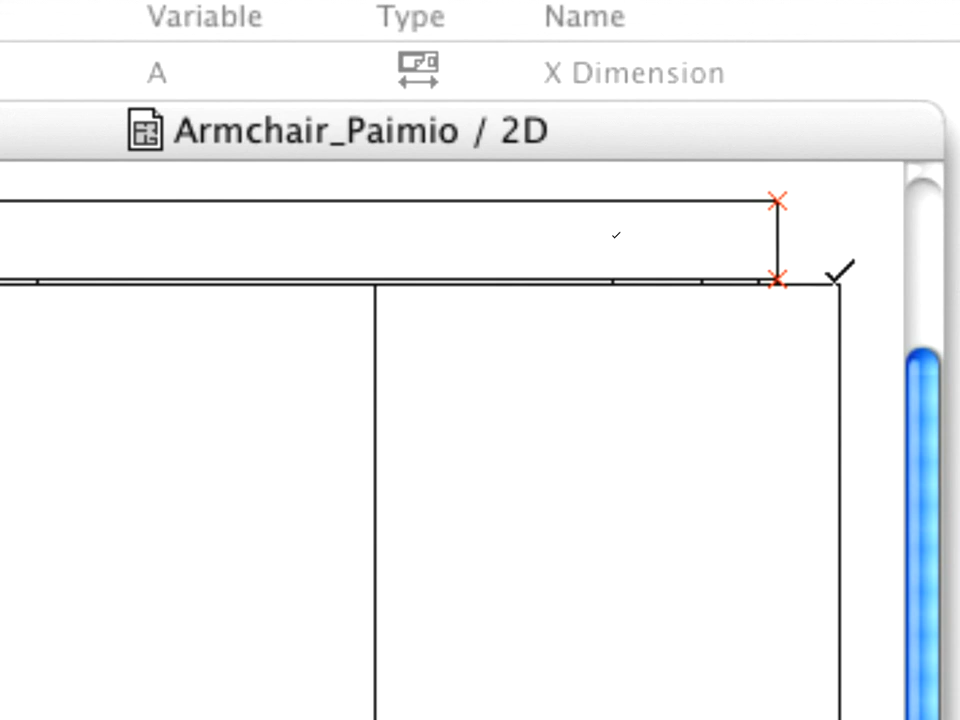 Variable Type Name
A X Dimension
Armchair_Paimio / 2D